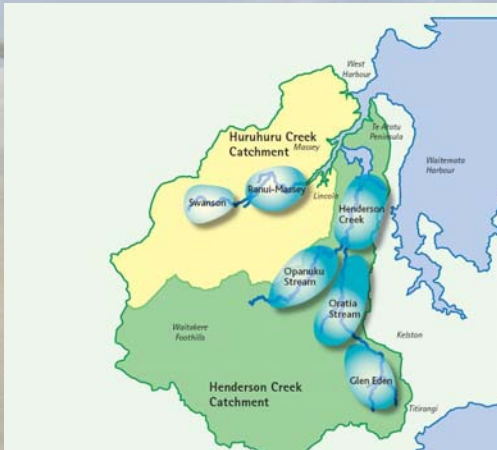 West
Harbour
Te Atatu
Peninsula
Huruhuru Creek
Catchment
Massey
Waitemata
Harbour
Ranui-Massey
Lincoln
Swanson
Henderson
Creek
Opanuku
Stream
Oratia
Stream
Waitakere
Foothills
Kelston
Glen Eden
Henderson Creek
Catchment
Titirangi